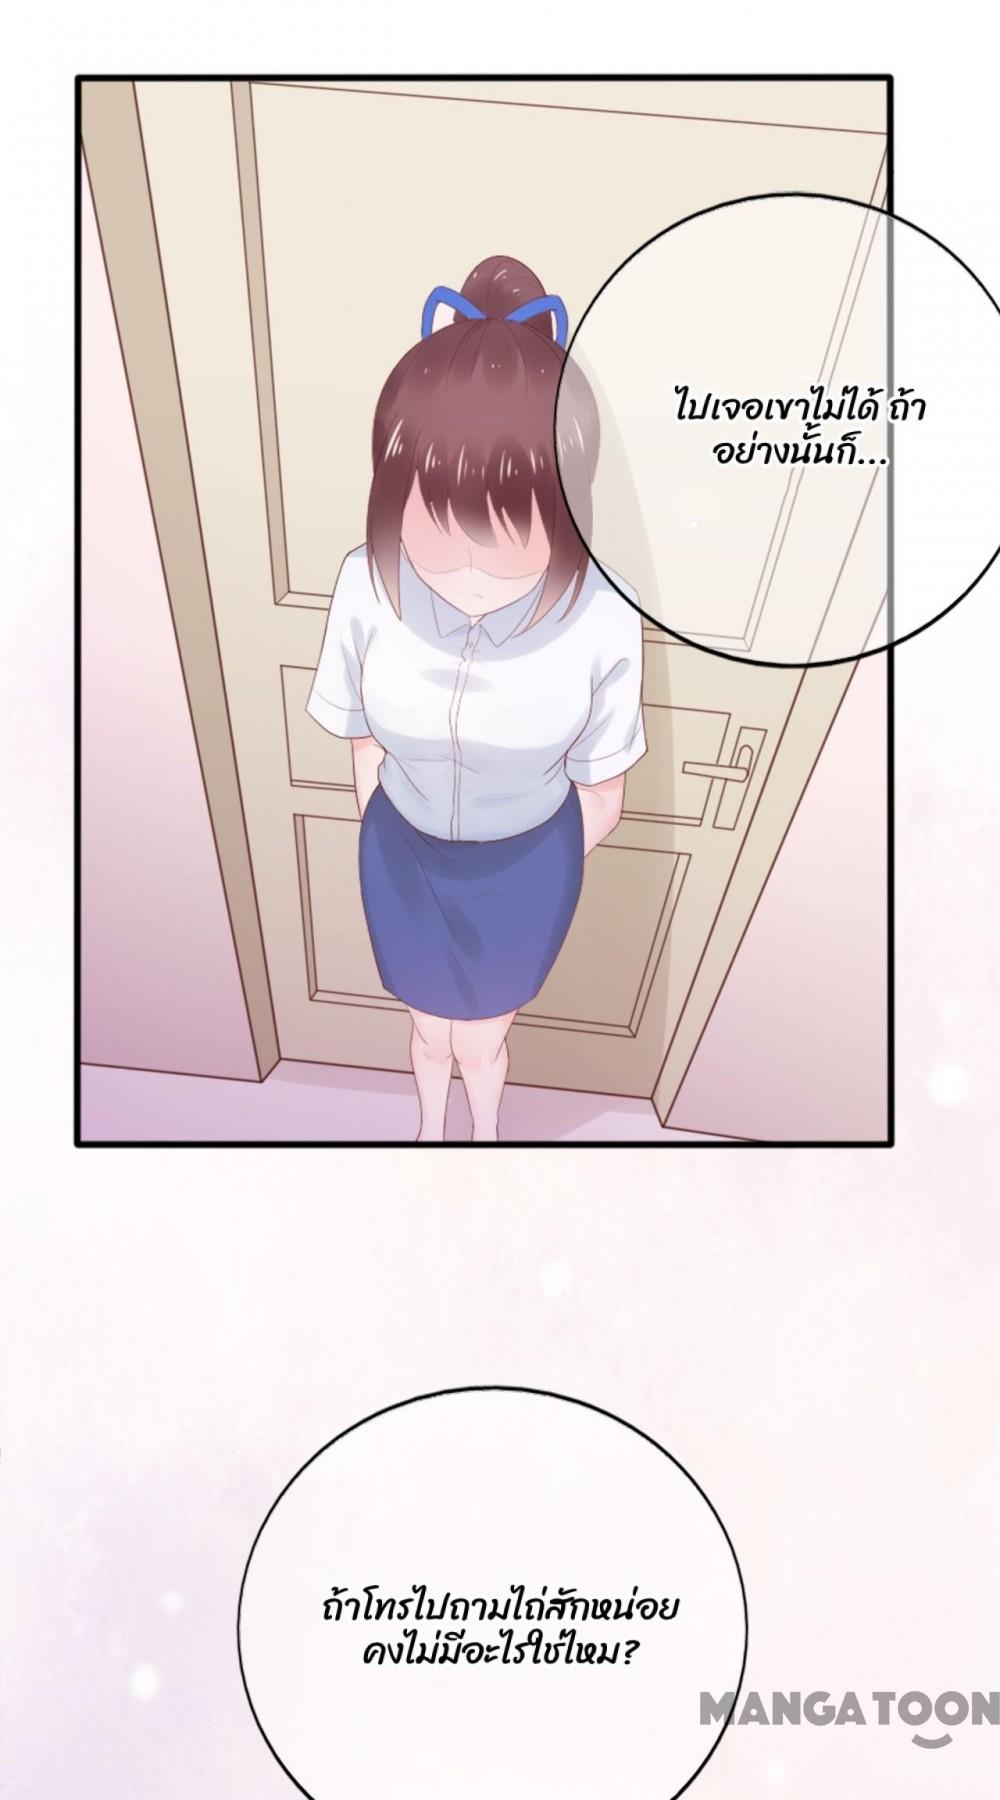 ไปเจอเขาไม่ได้ ถ้า
อย่างนั้นก็...
ถ้าโทรไปถามไถ่สักหน่อย
คงไม่มีอะไรใช่ไหม?
MANGATOON